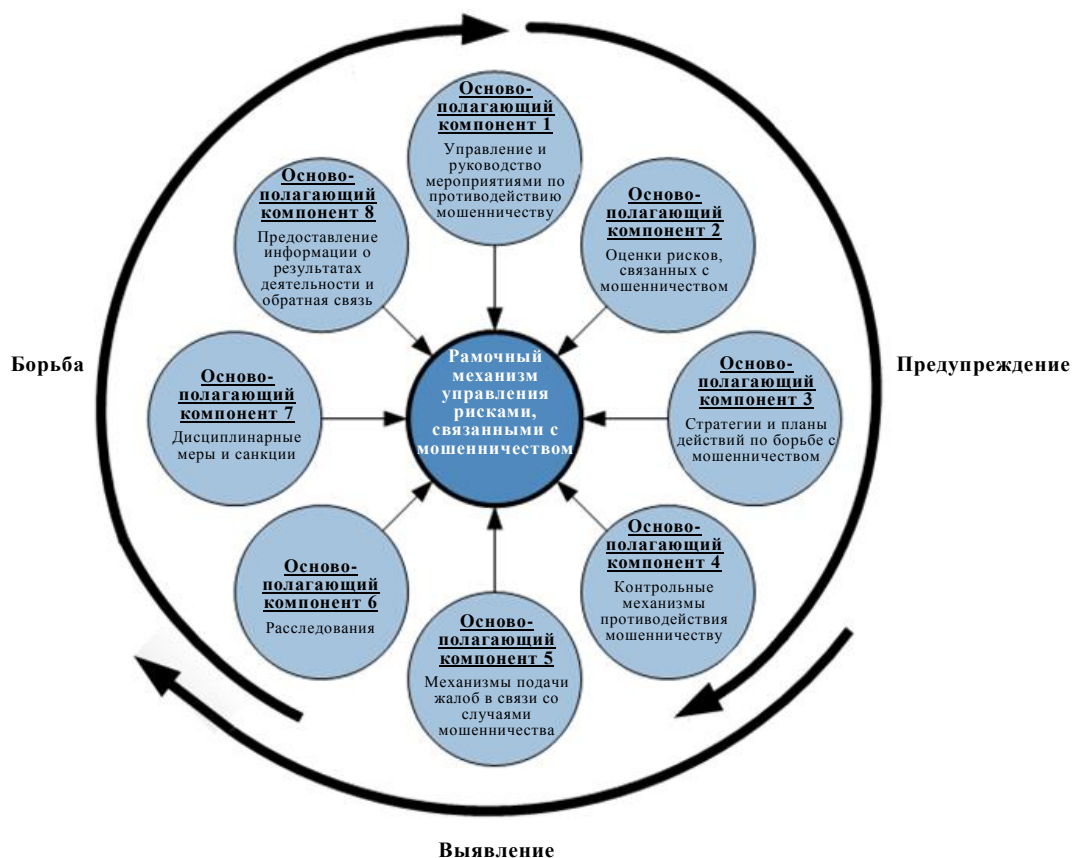 Осново-
полагающий
компонент 1
Управление и
руководство
мероприятиями по
противодействию
мошенничеству
Осново-
полагающий
компонент 8
Предоставление
информации о
результатах
деятельности и
обратная связь
Осново-
полагающий
компонент 2
Оценки рисков,
связанных с
мошенничеством
Борьба
Предупреждение
Рамочный
механизм
управления
рисками,
связанными с
мошенничеством
Осново-
полагающий
компонент 7
Дисциплинарные
меры и санкции
Осново-
полагающий
компонент 3
Стратегии и планы
действий по борьбе с
мошенничеством
Осново-
полагающий
компонент 6
Расследования
Осново-
полагающий
компонент 4
Контрольные
механизмы
противодействия
мошенничеству
Осново-
полагающий
компонент 5
Механизмы подачи
жалоб в связи со
случаями
мошенничества
Выявление